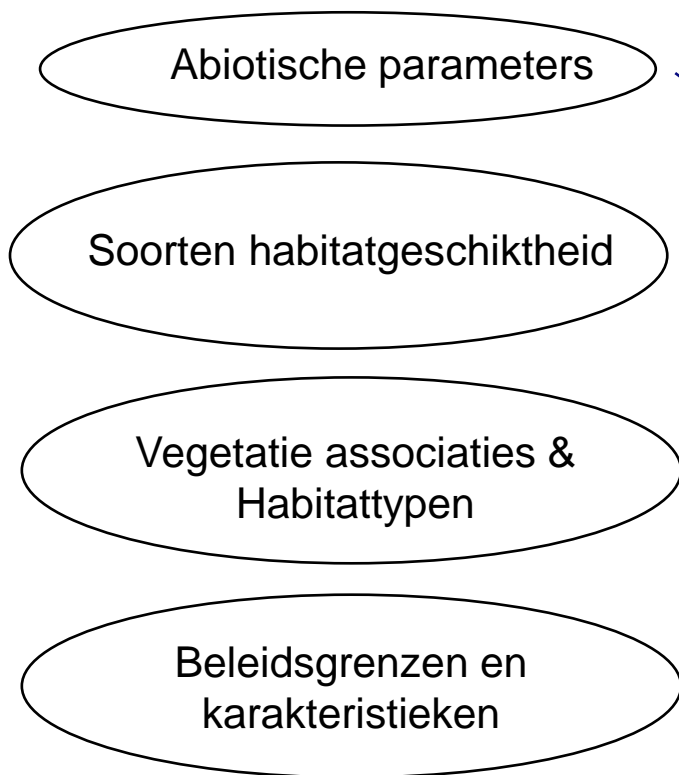 Abiotische parameters
Soorten habitatgeschiktheid
Vegetatie associaties &
Habitattypen
Beleidsgrenzen en
karakteristieken